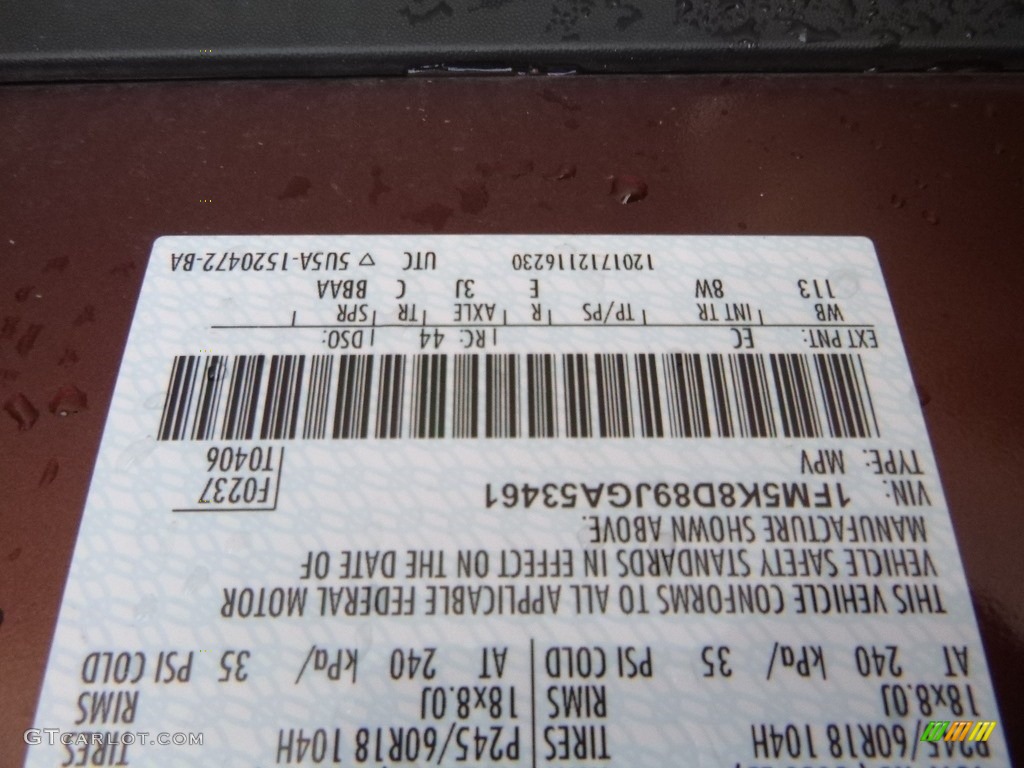 P245/60R18 104H TIRES P245/60R18 104H TIRES
18x8.0J RIMS 18x8.0J RIMS
AT 240 kPa/ 35 PSI COLD AT 240 kPa/ 35 PSI COLD
THIS VEHICLE CONFORMS TO ALL APPLICABLE FEDERAL MOTOR
VEHICLE SAFETY STANDARDS IN EFFECT ON THE DATE OF
MANUFACTURE SHOWN ABOVE.
VIN: 1FM5K8D89JGA53461 F0237
TYPE: MPV T0406
EXT PNT: EC RC: 44 DSO:
WB INT TR TP/PS R AXLE TR SPR
113 8W E 3J C BBAA
1201712116230 UTC ▽ 5U5A-1520472-BA
GTCARLOT.COM